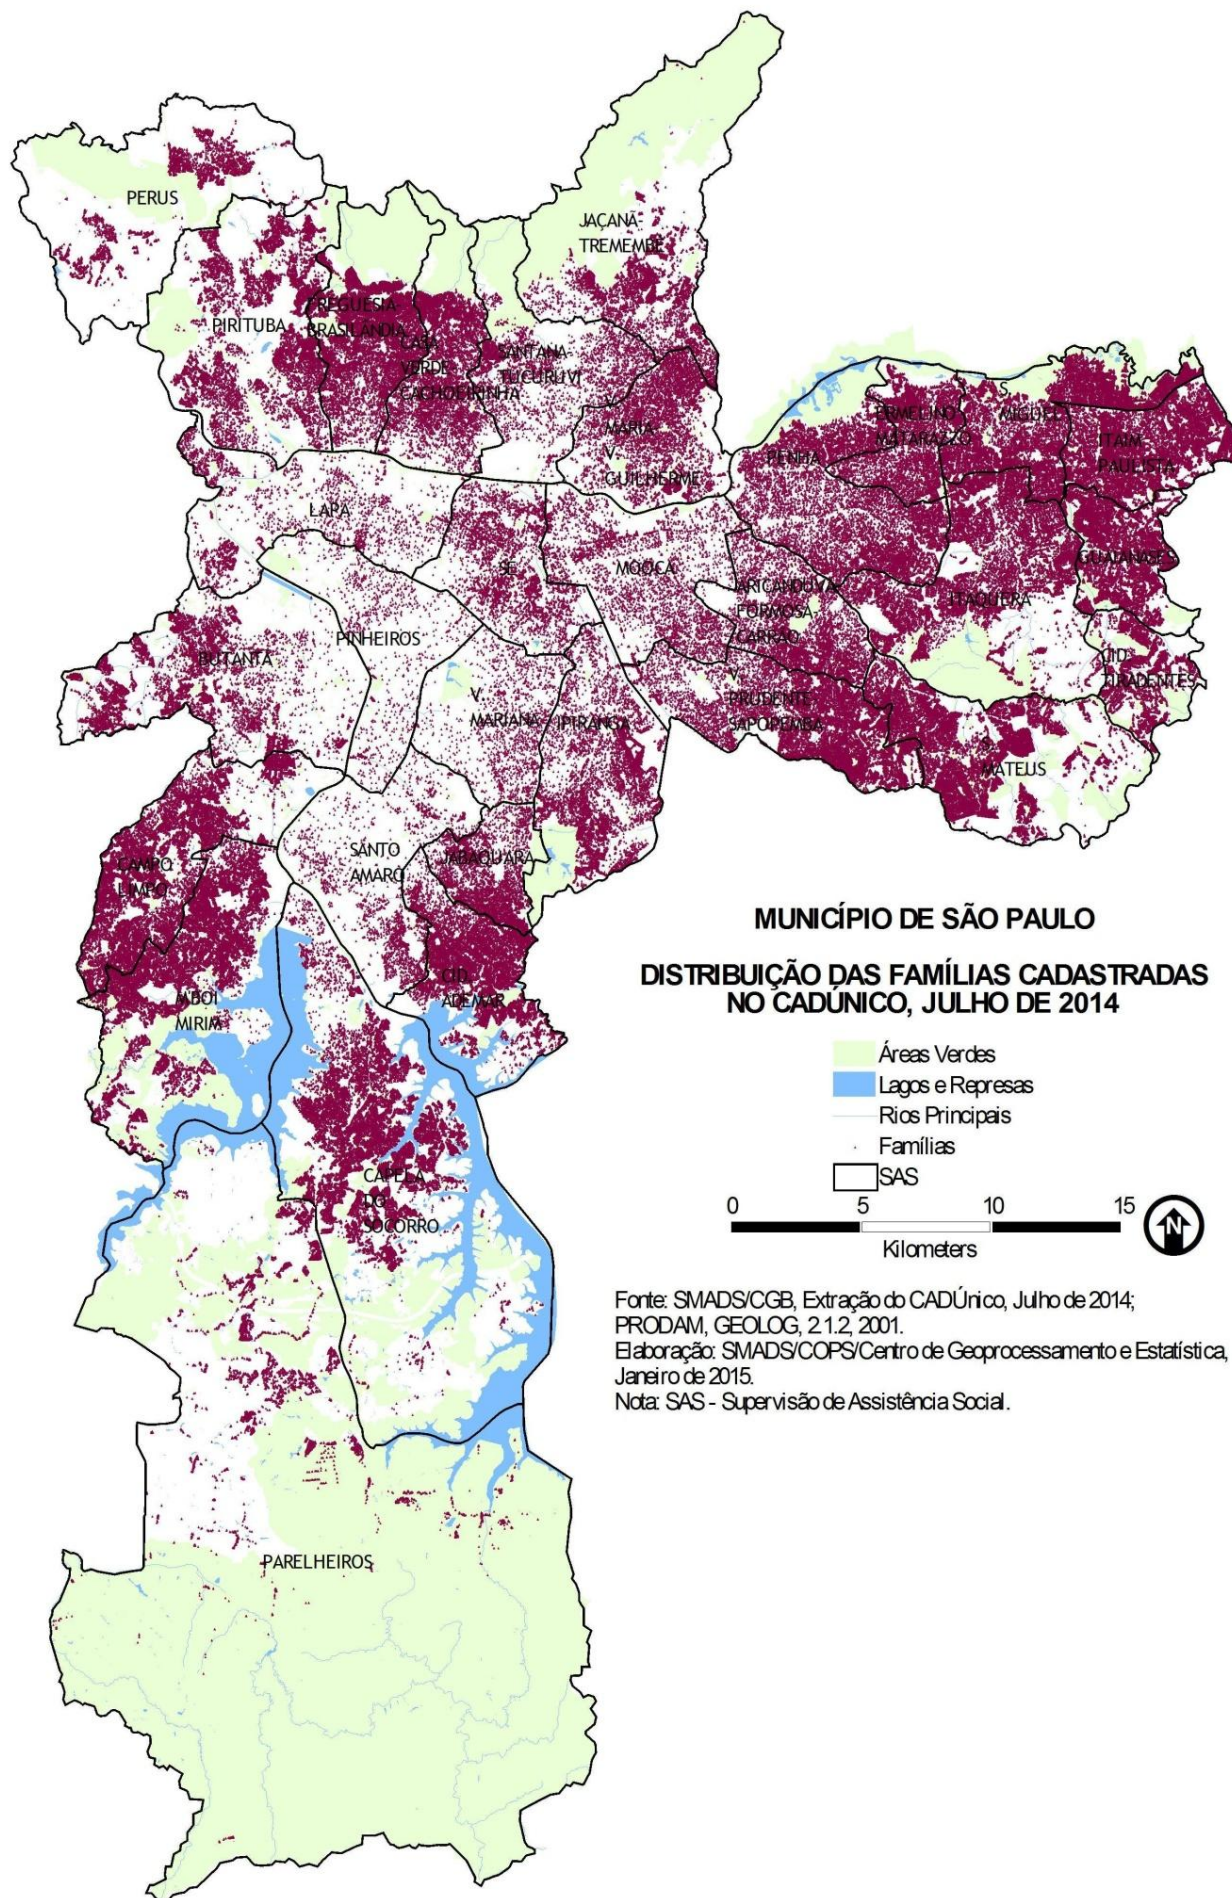 PERUS
JAÇANÃ-
TREMEMBÉ
PIRITUBA
FREGUESIA-
BRASILÂNDIA
CASA
VERDE
CACHOEIRINHA
SANTANA-
TUCURUVI
V.
MARIA-
V.
GUILHERME
PENHA
ERMELINO
MATARAZZO
S.
MIGUEL
ITAIM
PAULISTA
LAPA
SÉ
MOOCA
ARICANDUVA-
FORMOSA-
CARRÃO
GUAIANASES
ITAQUERA
PINHEIROS
BUTANTÃ
CID.
TIRADENTES
V.
MARIANA
IPIRANGA
V.
PRUDENTE-
SAPOPEMBA
S.
MATEUS
CAMPO
LIMPO
SANTO
AMARO
JABAQUARA
CID.
ADEMAR
M'BOI
MIRIM
CAPELA
DO
SOCORRO
PARELHEIROS
MUNICÍPIO DE SÃO PAULO
DISTRIBUIÇÃO DAS FAMÍLIAS CADASTRADAS
NO CADÚNICO, JULHO DE 2014
Áreas Verdes
Lagos e Represas
Rios Principais
Famílias
SAS
0 5 10 15
Kilometers
N
Fonte: SMADS/CGB, Extração do CADÚnico, Julho de 2014;
PRODAM, GEOLOG, 2.1.2, 2001.
Elaboração: SMADS/COPS/Centro de Geoprocessamento e Estatística,
Janeiro de 2015.
Nota: SAS - Supervisão de Assistência Social.